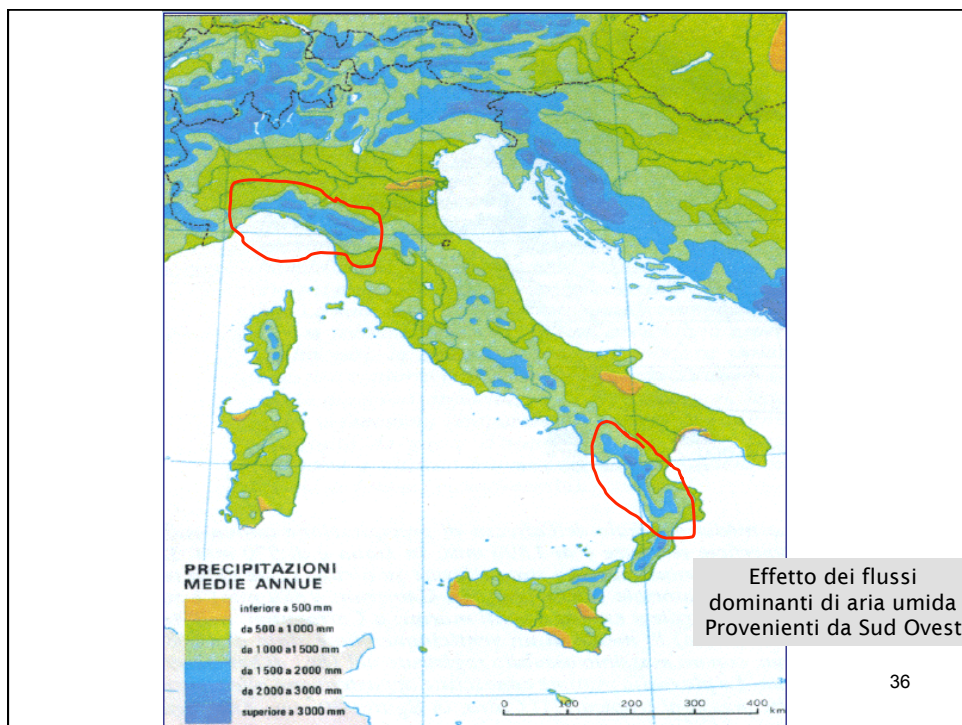 PRECIPITAZIONI
MEDIE ANNUE
inferiore a 500 mm
da 500 a 1000 mm
da 1000 a1500 mm
da 1500 a 2000 mm
da 2000 a 3000 mm
superiore a 3000 mm
0 100 200 300 400
km
Effetto dei flussi
dominanti di aria umida
Provenienti da Sud Ovest
36